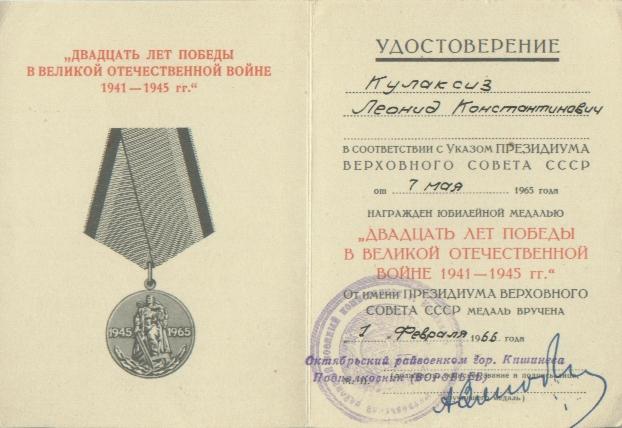 „ДВАДЦАТЬ ЛЕТ ПОБЕДЫ
В ВЕЛИКОЙ ОТЕЧЕСТВЕННОЙ ВОЙНЕ
1941—1945 гг.“
1945 1965
УДОСТОВЕРЕНИЕ
Кулаксиз
Леонид Константинович
В СООТВЕТСТВИИ С УКАЗОМ ПРЕЗИДИУМА
ВЕРХОВНОГО СОВЕТА СССР
от 7 мая 1965 года
НАГРАЖДЕН ЮБИЛЕЙНОЙ МЕДАЛЬЮ
„ДВАДЦАТЬ ЛЕТ ПОБЕДЫ
В ВЕЛИКОЙ ОТЕЧЕСТВЕННОЙ
ВОЙНЕ 1941—1945 гг.“
ОТ ИМЕНИ ПРЕЗИДИУМА ВЕРХОВНОГО
СОВЕТА СССР МЕДАЛЬ ВРУЧЕНА
1 февраля 1966 года
Октябрьский райвоенком гор. Кишинева
Подполковник (ВОРОБЬЕВ)
вручившего медаль)